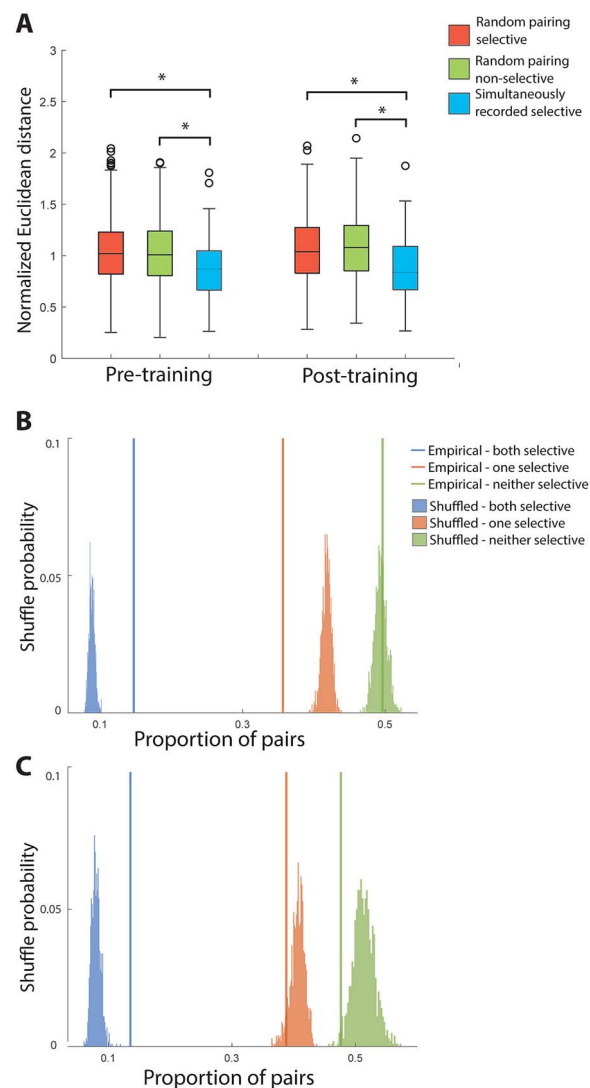 A
Random pairing
selective
Random pairing
non-selective
Simultaneously
recorded selective
Normalized Euclidean distance
3
2.5
2
1.5
1
0.5
0
*
*
*
*
Pre-training
Post-training
B
0.1
0.05
0
Shuffle probability
Empirical - both selective
Empirical - one selective
Empirical - neither selective
Shuffled - both selective
Shuffled - one selective
Shuffled - neither selective
0.1
0.3
0.5
Proportion of pairs
C
0.1
0.05
0
Shuffle probability
0.1
0.3
0.5
Proportion of pairs